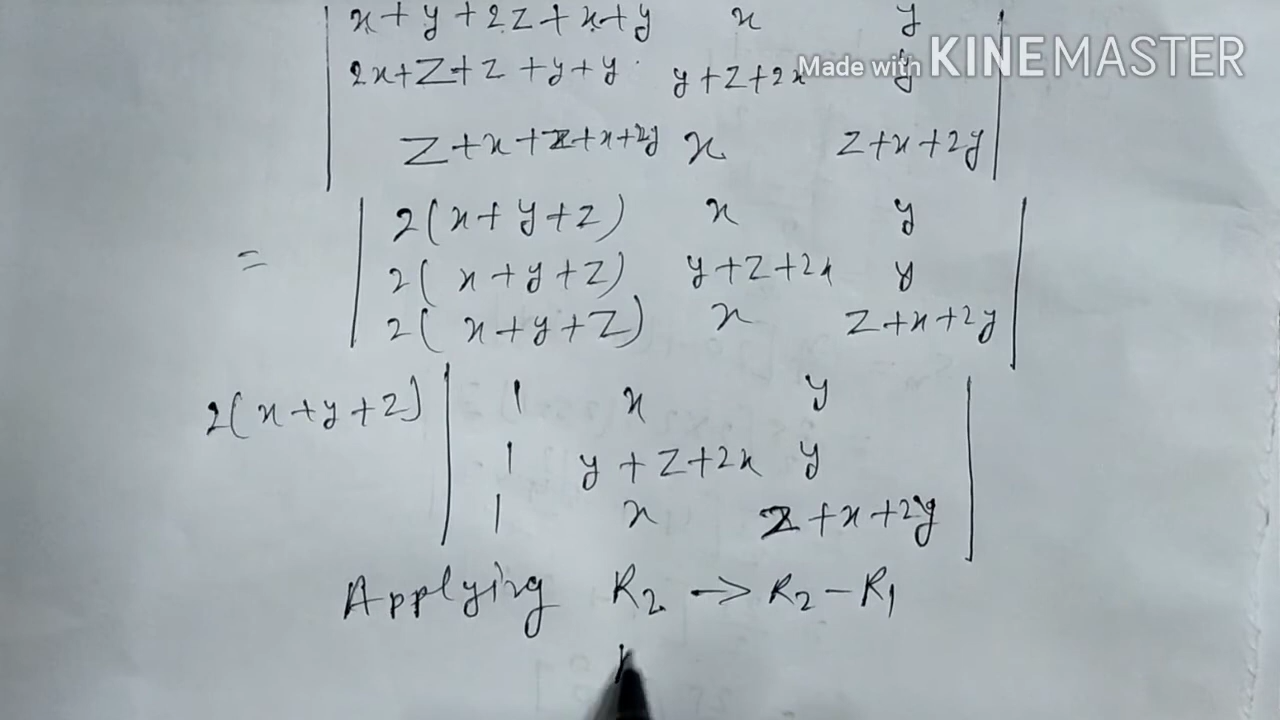 x + y + 2z + x + y x y
2x + z + z + y + y y + z + 2x y
z + x + z + x + 2y x z + x + 2y
= 2(x + y + z) x y
2(x + y + z) y + z + 2x y
2(x + y + z) x z + x + 2y
2(x + y + z) 1 x y
1 y + z + 2x y
1 x z + x + 2y
Applying R2 -> R2 - R1
Made with KINEMASTER